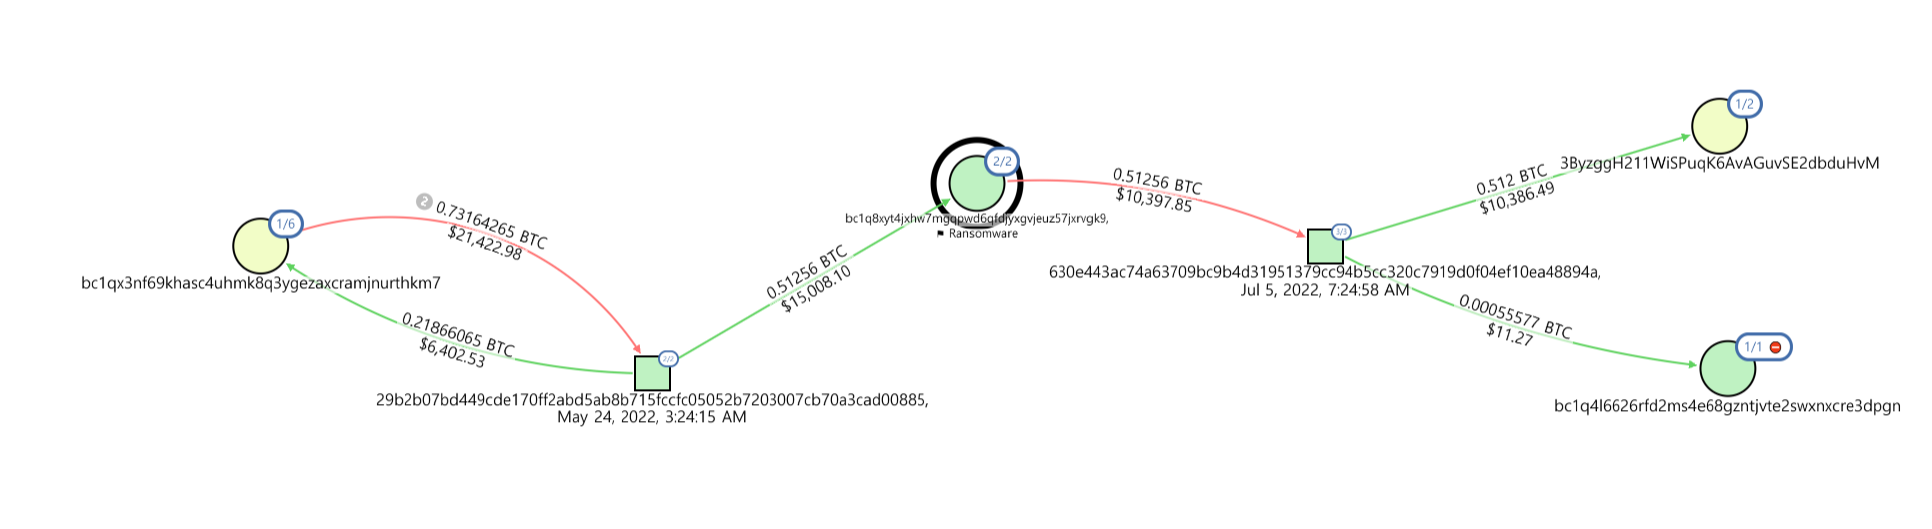 1/2
3ByzggH211WiSPuqK6AvAGuvSE2dbduHvM
2/2
0.51256 BTC
$10,397.85
0.512 BTC
$10,386.49
bc1q8xyt4jxhw7mgqpwd6qfdjyxgvjeuz57jxrvgk9,
⚑ Ransomware
2
0.73164265 BTC
$21,422.98
1/6
bc1qx3nf69khasc4uhmk8q3ygezaxcramjnurthkm7
3/3
630e443ac74a63709bc9b4d31951379cc94b5cc320c7919d0f04ef10ea48894a,
Jul 5, 2022, 7:24:58 AM
0.51256 BTC
$15,008.10
0.21866065 BTC
$6,402.53
0.00055577 BTC
$11.27
2/2
29b2b07bd449cde170ff2abd5ab8b715fccfc05052b7203007cb70a3cad00885,
May 24, 2022, 3:24:15 AM
1/1
bc1q4l6626rfd2ms4e68gzntjvte2swxnxcre3dpgn